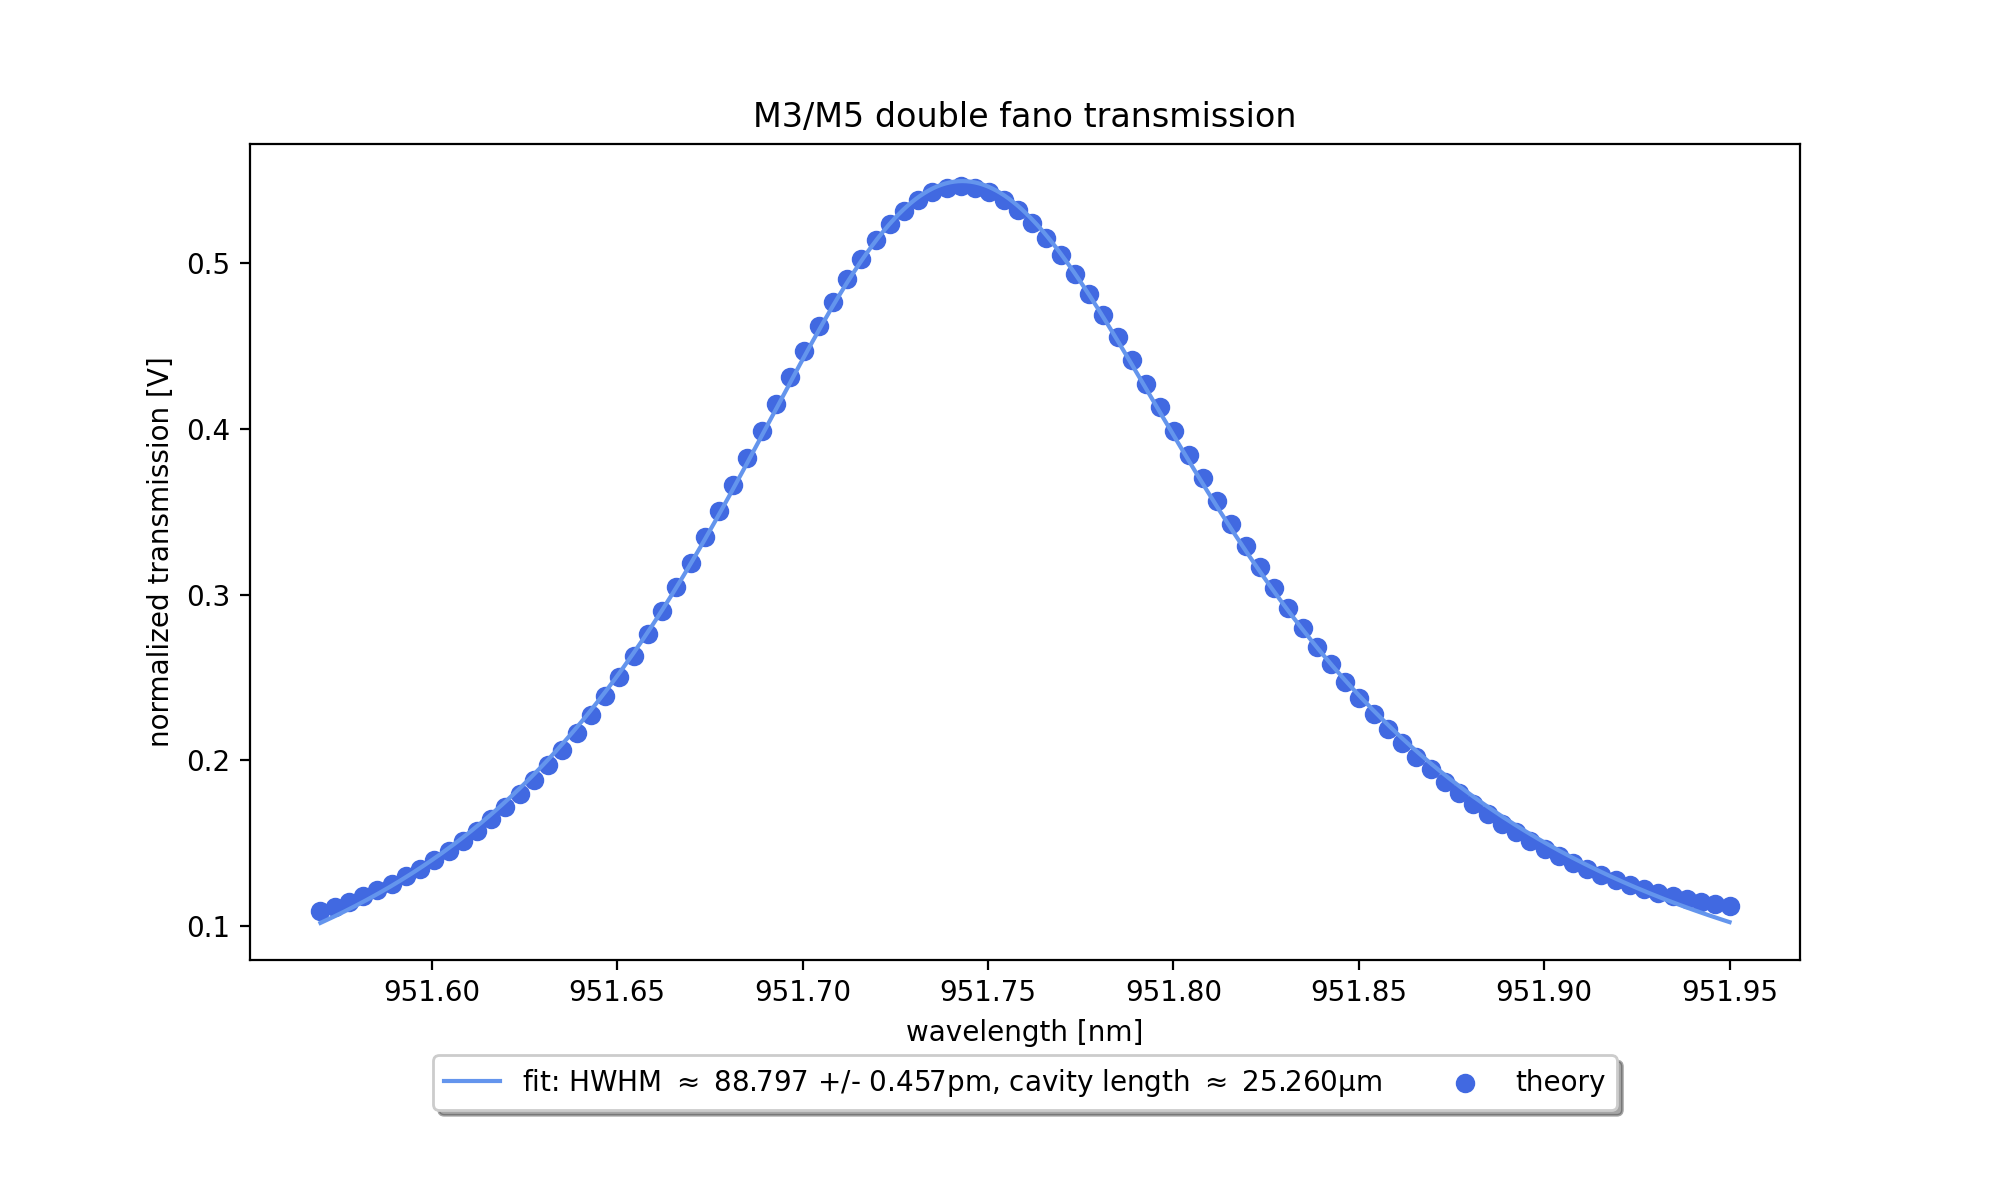 M3/M5 double fano transmission
normalized transmission [V]
0.5
0.4
0.3
0.2
0.1
951.60 951.65 951.70 951.75 951.80 951.85 951.90 951.95
wavelength [nm]
fit: HWHM ≈ 88.797 +/- 0.457pm, cavity length ≈ 25.260μm theory